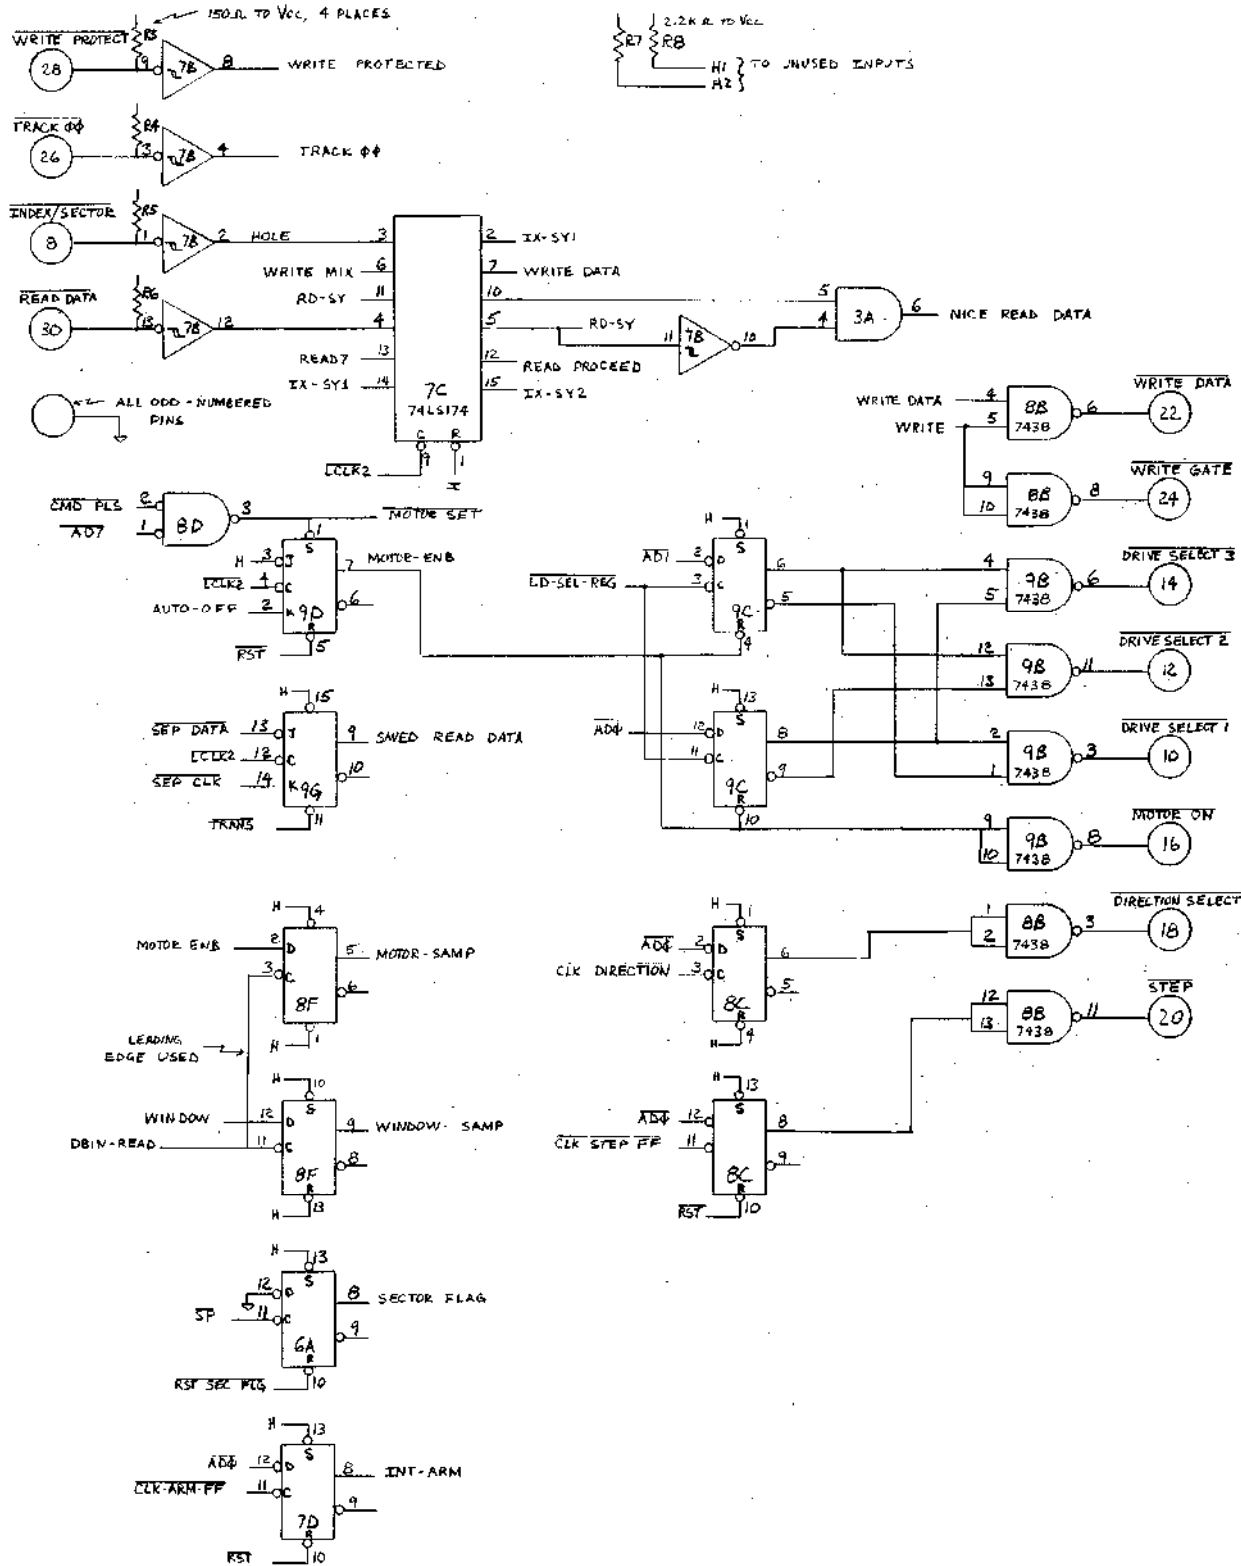 150Ω TO VCC, 4 PLACES
2.2K Ω TO VCC
WRITE PROTECT
R3
28
9
7B
8
WRITE PROTECTED
R7
R8
H1
H2
TO UNUSED INPUTS
TRACK φφ
R4
26
3
7B
4
TRACK φφ
INDEX/SECTOR
R5
8
1
7B
2
HOLE
3
2
IX-SY1
WRITE MIX
6
7
WRITE DATA
RD-SY
11
10
READ DATA
R6
30
13
7B
12
4
5
RD-SY
READ7
13
12
READ PROCEED
IX-SY1
14
15
IX-SY2
7C
74LS174
C
R
9
1
LCLK2
11
7B
10
5
4
3A
6
NICE READ DATA
ALL ODD-NUMBERED
PINS
WRITE DATA
4
WRITE
5
8B
7438
6
WRITE DATA
22
9
10
8B
7438
8
WRITE GATE
24
CMD PLS
2
AD7
1
8D
3
MOTOR SET
1
S
H
3
J
LCLK2
4
C
AUTO-OFF
2
K
9D
R
7
MOTOR-ENB
6
RST
5
H
1
S
AD1
2
D
LD-SEL-REG
3
C
9C
6
5
4
4
5
9B
7438
6
DRIVE SELECT 3
14
12
13
9B
7438
11
DRIVE SELECT 2
12
H
15
SEP DATA
13
J
LCLK2
12
C
SEP CLK
14
K
9G
9
SAVED READ DATA
10
TRANS
11
H
13
S
ADφ
12
D
11
C
9C
R
8
9
10
2
1
9B
7438
3
DRIVE SELECT 1
10
9
10
9B
7438
8
MOTOR ON
16
H
4
MOTOR ENB
2
D
3
C
8F
5
MOTOR-SAMP
6
H
1
LEADING
EDGE USED
H
1
S
ADφ
2
D
CLK DIRECTION
3
C
8C
R
6
5
H
4
1
2
8B
7438
3
DIRECTION SELECT
18
12
13
8B
7438
11
STEP
20
H
10
S
WINDOW
12
D
DBIN-READ
11
C
8F
R
9
WINDOW-SAMP
8
H
13
H
13
S
ADφ
12
D
CLK STEP FF
11
C
8C
R
8
9
RST
10
H
13
S
12
D
SP
11
C
6A
R
8
SECTOR FLAG
9
RST SEC FLG
10
H
13
S
ADφ
12
D
CLK-ARM-FF
11
C
7D
R
8
INT-ARM
9
RST
10